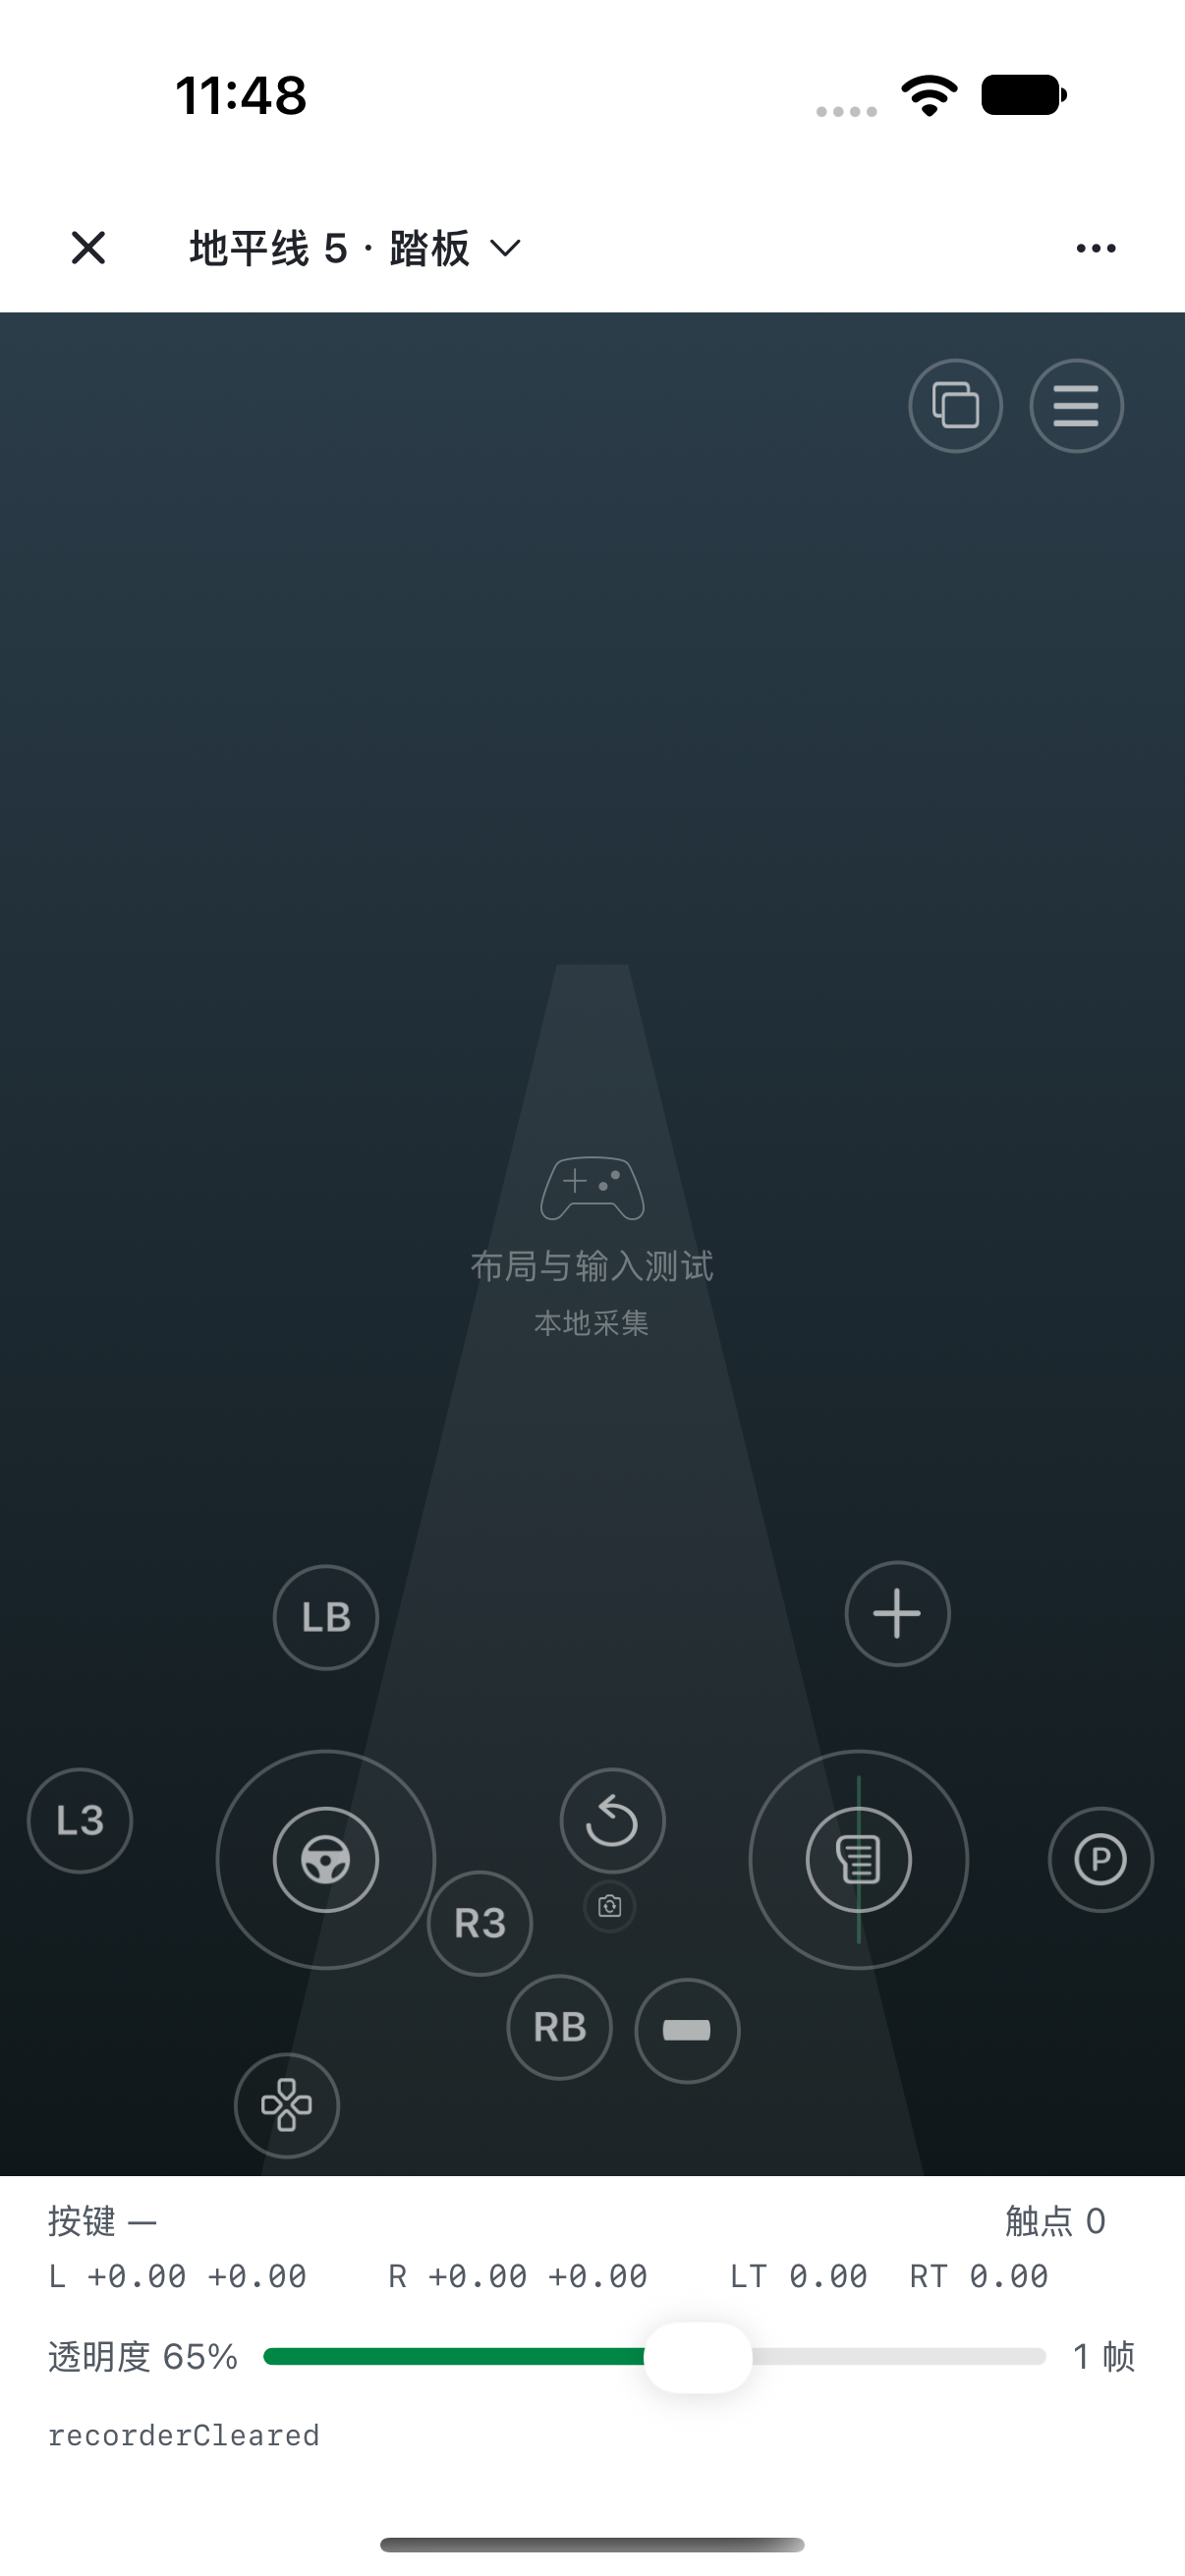 11:48
地平线 5 · 踏板
布局与输入测试
本地采集
LB
L3
P
R3
RB
按键 — 触点 0
L +0.00 +0.00 R +0.00 +0.00 LT 0.00 RT 0.00
透明度 65% 1 帧
recorderCleared